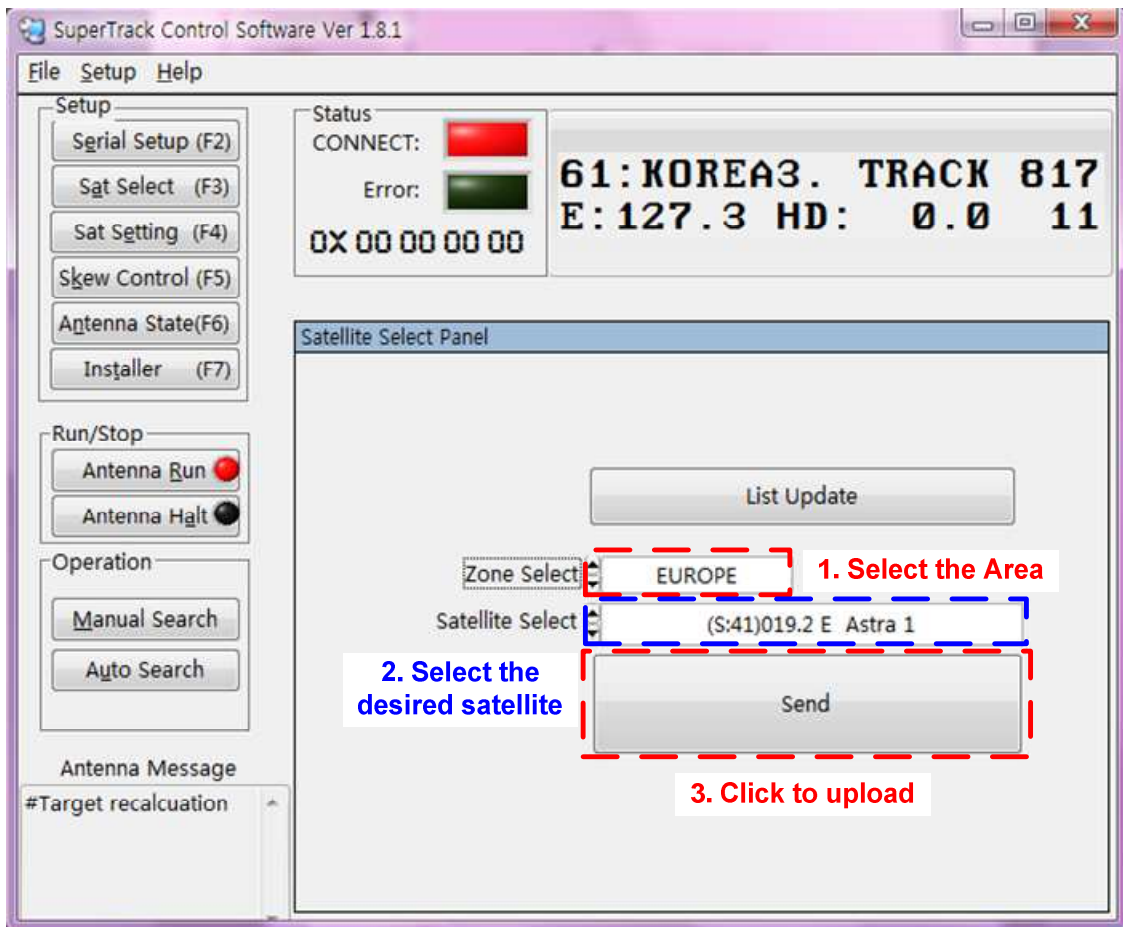 SuperTrack Control Software Ver 1.8.1
File Setup Help
Setup
Serial Setup (F2)
Sat Select (F3)
Sat Setting (F4)
Skew Control (F5)
Antenna State(F6)
Installer (F7)
Status
CONNECT:
Error:
0X 00 00 00 00
61:KOREA3. TRACK 817
E:127.3 HD: 0.0 11
Run/Stop
Antenna Run
Antenna Halt
Operation
Manual Search
Auto Search
Antenna Message
#Target recalcuation
Satellite Select Panel
List Update
Zone Select EUROPE
1. Select the Area
Satellite Select (S:41)019.2 E Astra 1
2. Select the
desired satellite
Send
3. Click to upload